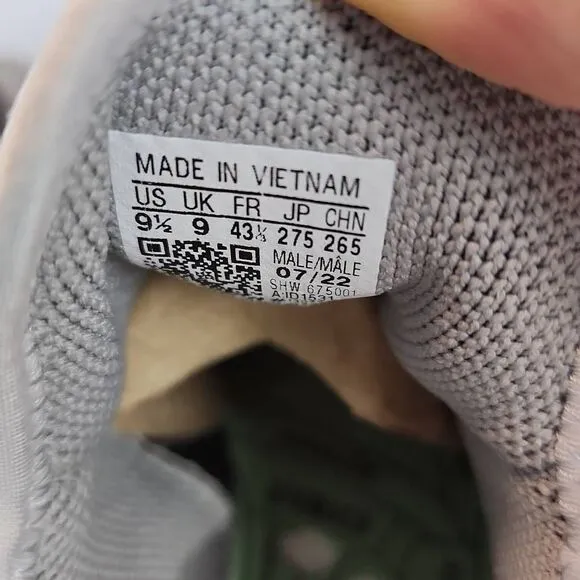 MADE IN VIETNAM
US UK FR JP CHN
9½ 9 43⅓ 275 265
MALE/MÂLE
07/22
SHW 675001